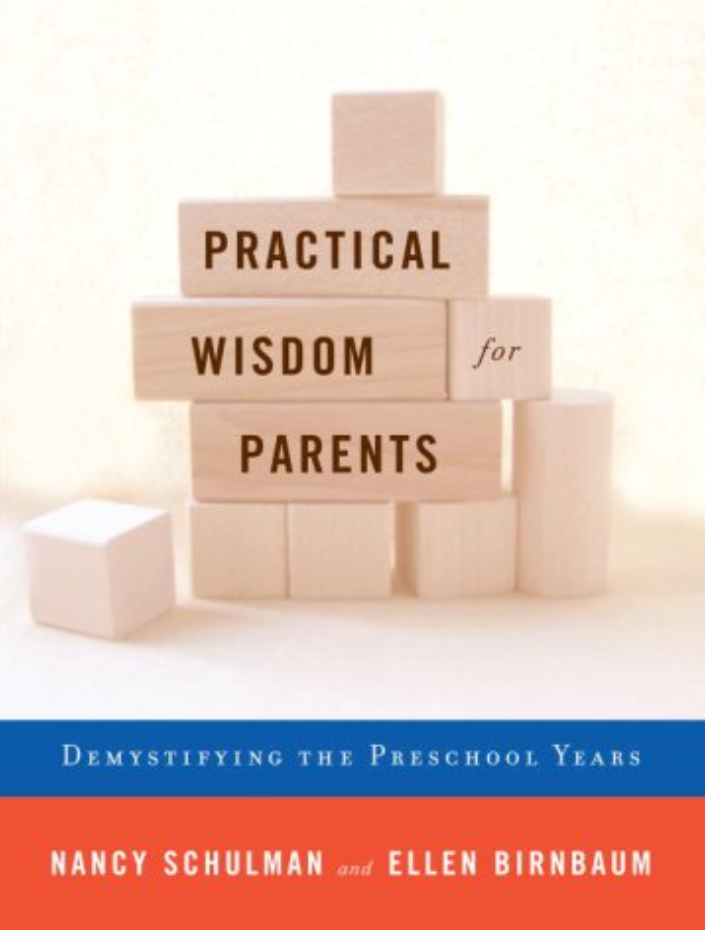 PRACTICAL
WISDOM for
PARENTS
DEMYSTIFYING THE PRESCHOOL YEARS
NANCY SCHULMAN and ELLEN BIRNBAUM